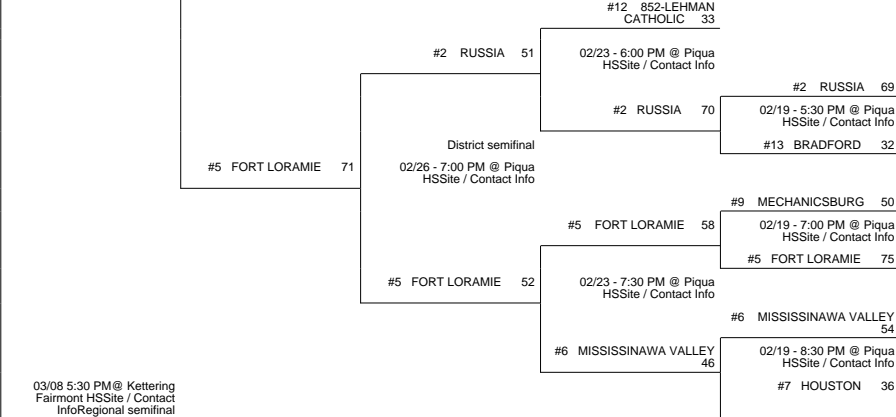 #12 852-LEHMAN
CATHOLIC 33
#2 RUSSIA 51
02/23 - 6:00 PM @ Piqua
HSSite / Contact Info
#2 RUSSIA 69
#2 RUSSIA 70
02/19 - 5:30 PM @ Piqua
HSSite / Contact Info
#13 BRADFORD 32
District semifinal
#5 FORT LORAMIE 71
02/26 - 7:00 PM @ Piqua
HSSite / Contact Info
#9 MECHANICSBURG 50
#5 FORT LORAMIE 58
02/19 - 7:00 PM @ Piqua
HSSite / Contact Info
#5 FORT LORAMIE 75
#5 FORT LORAMIE 52
02/23 - 7:30 PM @ Piqua
HSSite / Contact Info
#6 MISSISSINAWA VALLEY
54
#6 MISSISSINAWA VALLEY
46
02/19 - 8:30 PM @ Piqua
HSSite / Contact Info
#7 HOUSTON 36
03/08 5:30 PM@ Kettering
Fairmont HSSite / Contact
InfoRegional semifinal